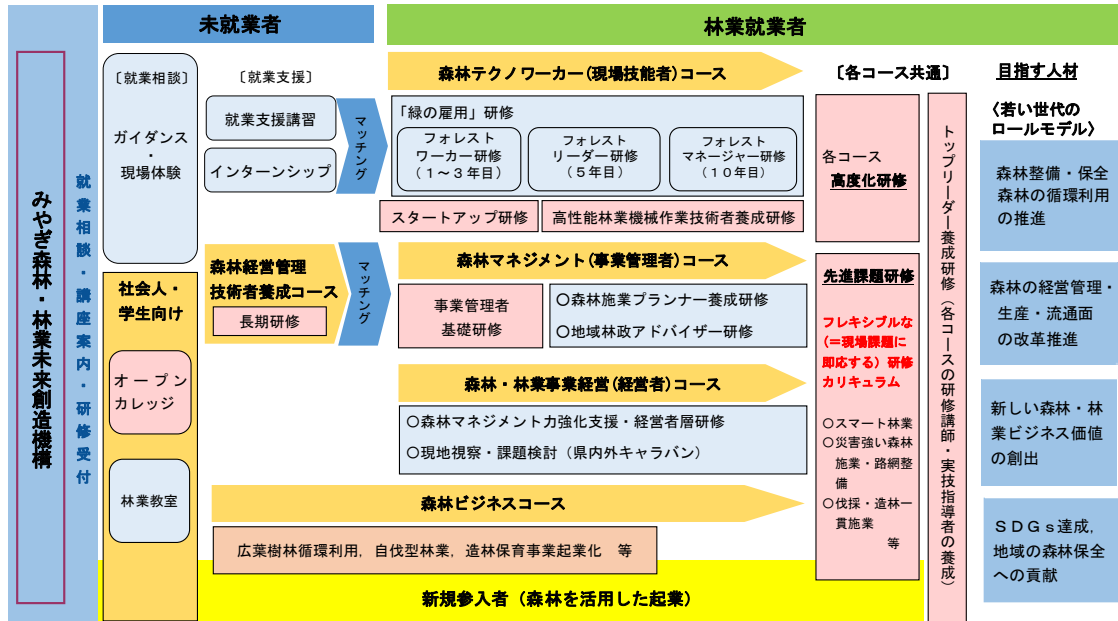 みやぎ森林・林業未来創造機構
就業相談・講座案内・研修受付
未就業者
林業就業者
〔就業相談〕
ガイダンス
・
現場体験
〔就業支援〕
就業支援講習
インターンシップ
マッチング
森林テクノワーカー(現場技能者)コース
「緑の雇用」研修
フォレスト
ワーカー研修
(1～3年目)
フォレスト
リーダー研修
(5年目)
フォレスト
マネージャー研修
(10年目)
スタートアップ研修
高性能林業機械作業技術者養成研修
社会人・
学生向け
オープン
カレッジ
林業教室
森林経営管理
技術者養成コース
長期研修
マッチング
森林マネジメント(事業管理者)コース
事業管理者
基礎研修
○森林施業プランナー養成研修
○地域林政アドバイザー研修
森林・林業事業経営(経営者)コース
○森林マネジメント力強化支援・経営者層研修
○現地視察・課題検討(県内外キャラバン)
森林ビジネスコース
広葉樹林循環利用，自伐型林業，造林保育事業起業化　等
新規参入者(森林を活用した起業)
〔各コース共通〕
各コース
高度化研修
先進課題研修
フレキシブルな
(＝現場課題に
即応する)研修
カリキュラム
○スマート林業
○災害強い森林
施業・路網整
備
○伐採・造林一
貫施業
等
トップリーダー養成研修(各コースの研修講師・実技指導者の養成)
目指す人材
〈若い世代の
ロールモデル〉
森林整備・保全
森林の循環利用
の推進
森林の経営管理・
生産・流通面
の改革推進
新しい森林・林
業ビジネス価値
の創出
ＳＤＧｓ達成，
地域の森林保全
への貢献